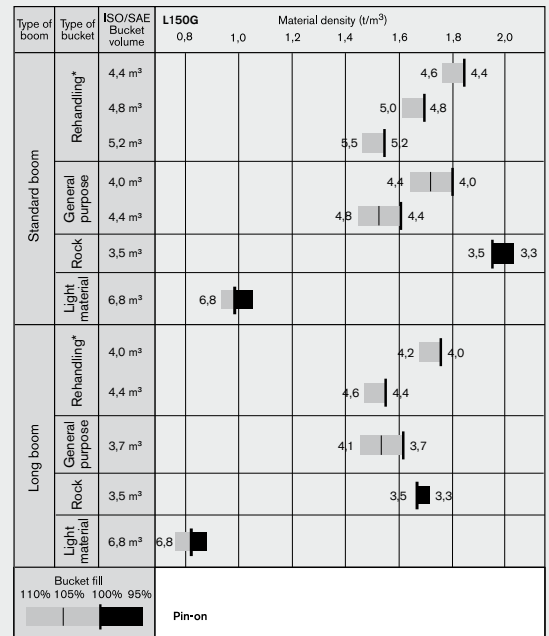 Type of boom
Type of bucket
ISO/SAE Bucket volume
L150G
Material density (t/m³)
0,8 1,0 1,4 1,6 1,8 2,0
Standard boom
Rehandling*
4,4 m³ 4,6 4,4
4,8 m³ 5,0 4,8
5,2 m³ 5,5 5,2
General purpose
4,0 m³ 4,4 4,0
4,4 m³ 4,8 4,4
Rock
3,5 m³ 3,5 3,3
Light material
6,8 m³ 6,8
Long boom
Rehandling*
4,0 m³ 4,2 4,0
4,4 m³ 4,6 4,4
General purpose
3,7 m³ 4,1 3,7
Rock
3,5 m³ 3,5 3,3
Light material
6,8 m³ 6,8
Bucket fill
110% 105% 100% 95%
Pin-on